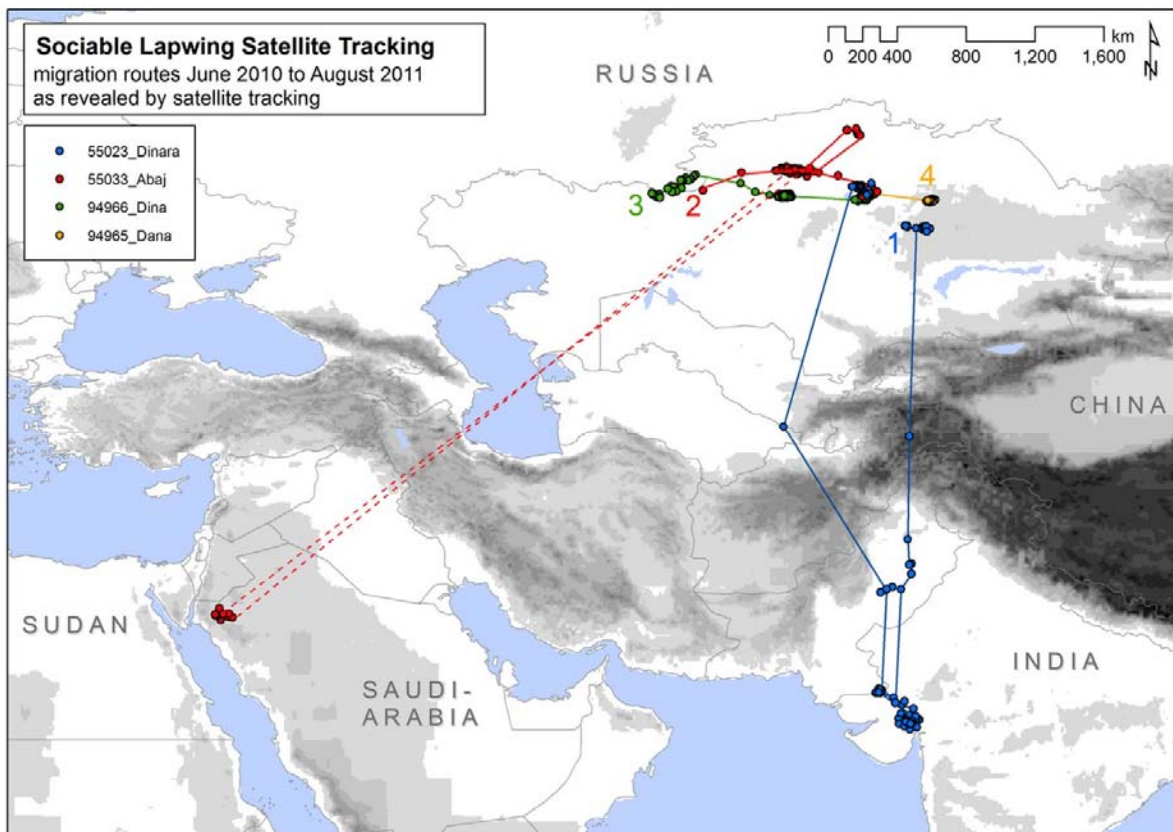 Sociable Lapwing Satellite Tracking
migration routes June 2010 to August 2011
as revealed by satellite tracking
km
0 200 400 800 1,200 1,600
N
RUSSIA
55023_Dinara
55033_Abaj
94966_Dina
94965_Dana
4
3 2
1
CHINA
SUDAN
INDIA
SAUDI-
ARABIA